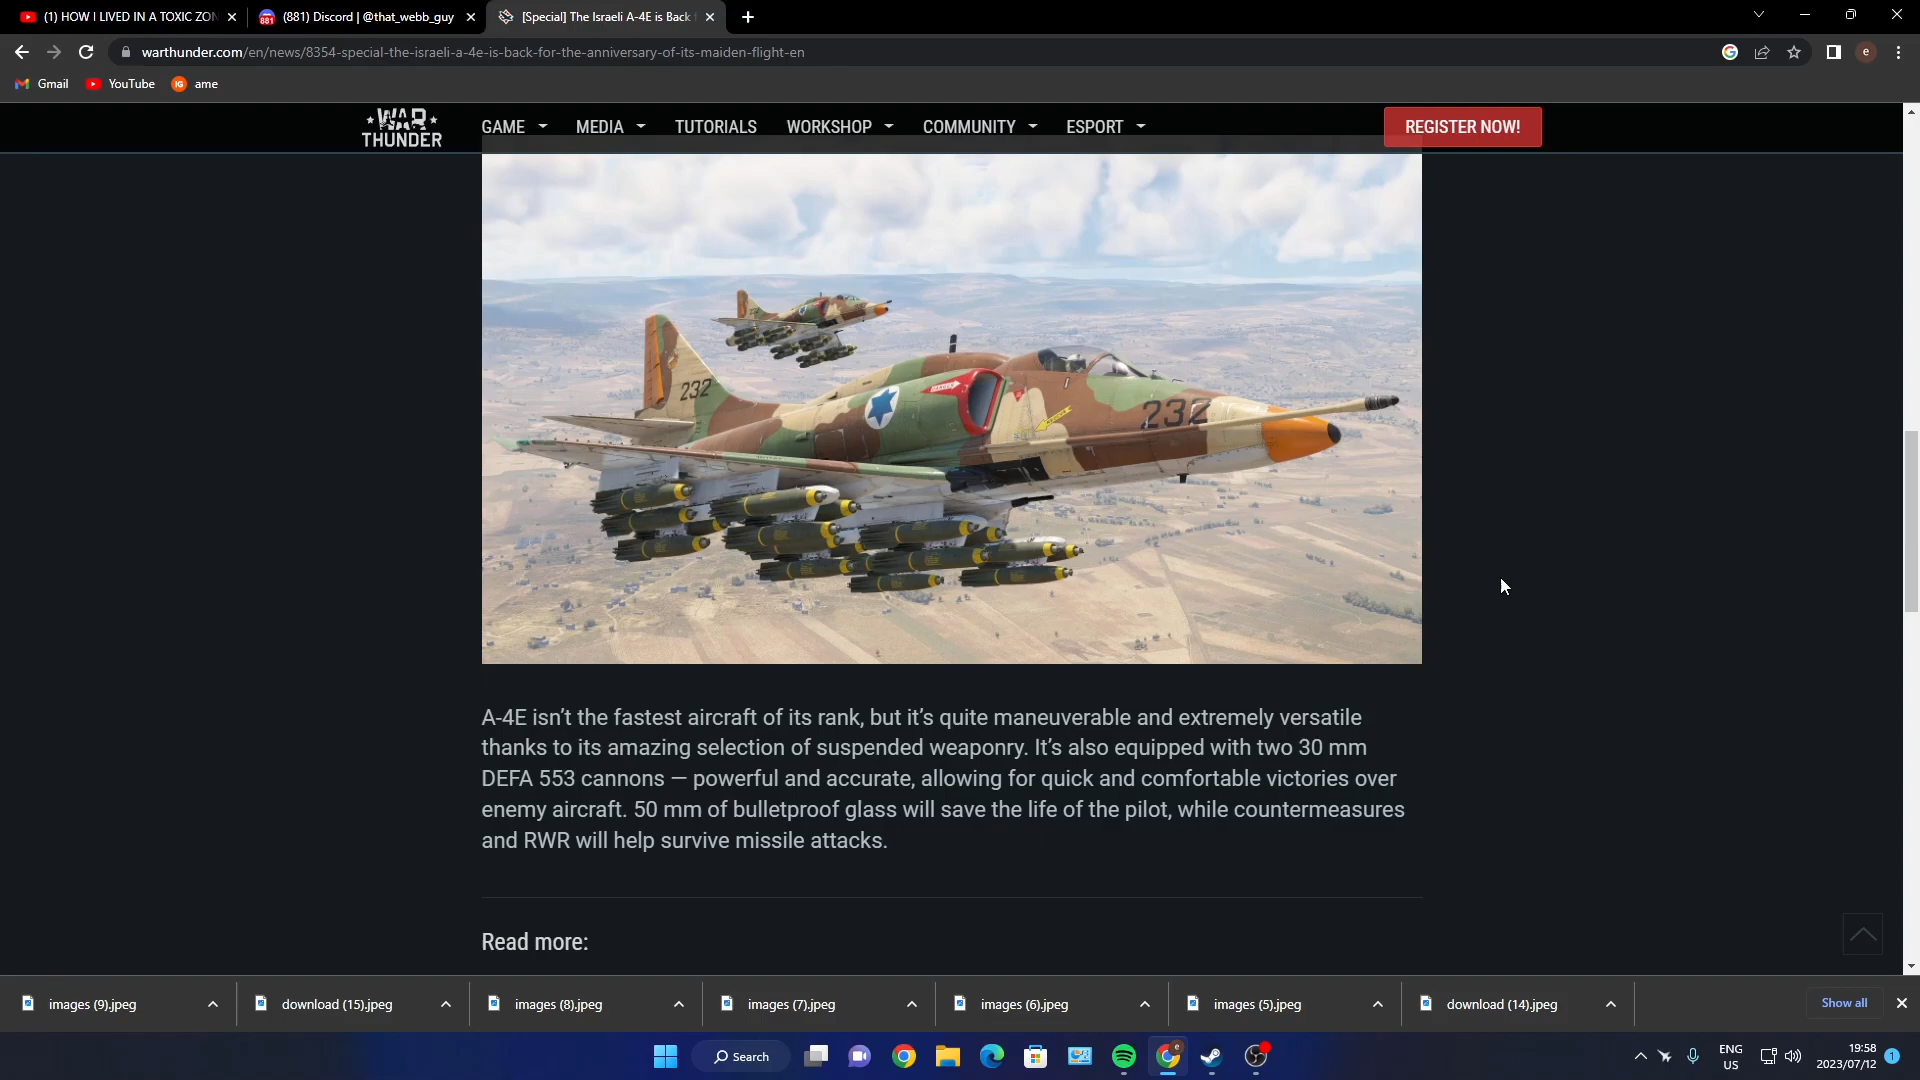 (1) HOW I LIVED IN A TOXIC ZON
(881) Discord | @that_webb_guy
[Special] The Israeli A-4E is Back
warthunder.com/en/news/8354-special-the-israeli-a-4e-is-back-for-the-anniversary-of-its-maiden-flight-en
e
Gmail
YouTube
IG
ame
WAR THUNDER
GAME
MEDIA
TUTORIALS
WORKSHOP
COMMUNITY
ESPORT
REGISTER NOW!
232
232
A-4E isn’t the fastest aircraft of its rank, but it’s quite maneuverable and extremely versatile
thanks to its amazing selection of suspended weaponry. It’s also equipped with two 30 mm
DEFA 553 cannons — powerful and accurate, allowing for quick and comfortable victories over
enemy aircraft. 50 mm of bulletproof glass will save the life of the pilot, while countermeasures
and RWR will help survive missile attacks.
Read more:
images (9).jpeg
download (15).jpeg
images (8).jpeg
images (7).jpeg
images (6).jpeg
images (5).jpeg
download (14).jpeg
Show all
Search
ENG
US
19:58
2023/07/12
1